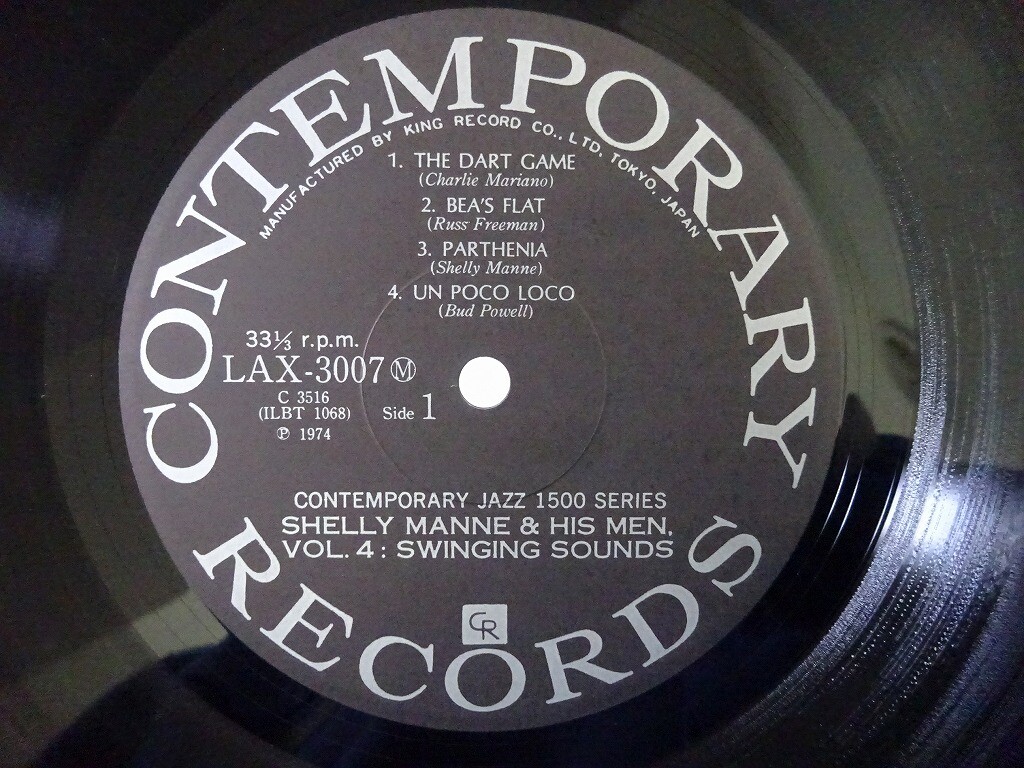 CONTEMPORARY
MANUFACTURED BY KING RECORD CO., LTD. TOKYO. JAPAN
1. THE DART GAME
(Charlie Mariano)
2. BEA'S FLAT
(Russ Freeman)
3. PARTHENIA
(Shelly Manne)
4. UN POCO LOCO
(Bud Powell)
33⅓ r.p.m.
LAX-3007 Ⓜ
C 3516
(ILBT 1068)
Side 1
℗ 1974
CONTEMPORARY JAZZ 1500 SERIES
SHELLY MANNE & HIS MEN,
VOL. 4 : SWINGING SOUNDS
CR
RECORDS